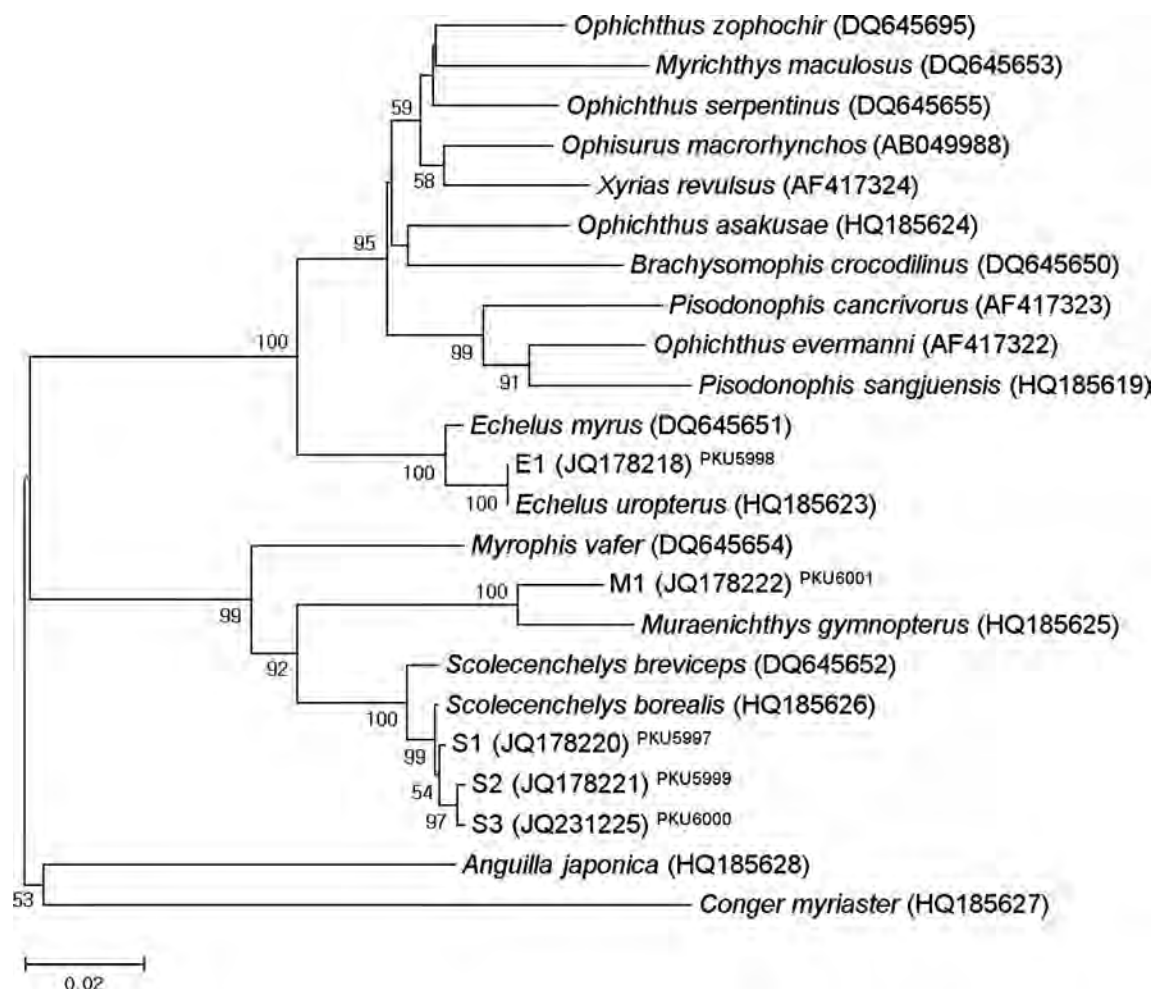 Ophichthus zophochir (DQ645695)
Myrichthys maculosus (DQ645653)
59
Ophichthus serpentinus (DQ645655)
Ophisurus macrorhynchos (AB049988)
58
Xyrias revulsus (AF417324)
Ophichthus asakusae (HQ185624)
95
Brachysomophis crocodilinus (DQ645650)
Pisodonophis cancrivorus (AF417323)
100
99
Ophichthus evermanni (AF417322)
91
Pisodonophis sangjuensis (HQ185619)
Echelus myrus (DQ645651)
100
E1 (JQ178218) PKU5998
100
Echelus uropterus (HQ185623)
Myrophis vafer (DQ645654)
M1 (JQ178222) PKU6001
100
99
Muraenichthys gymnopterus (HQ185625)
92
Scolecenchelys breviceps (DQ645652)
Scolecenchelys borealis (HQ185626)
100
S1 (JQ178220) PKU5997
99
S2 (JQ178221) PKU5999
54
97
S3 (JQ231225) PKU6000
Anguilla japonica (HQ185628)
53
Conger myriaster (HQ185627)
0.02